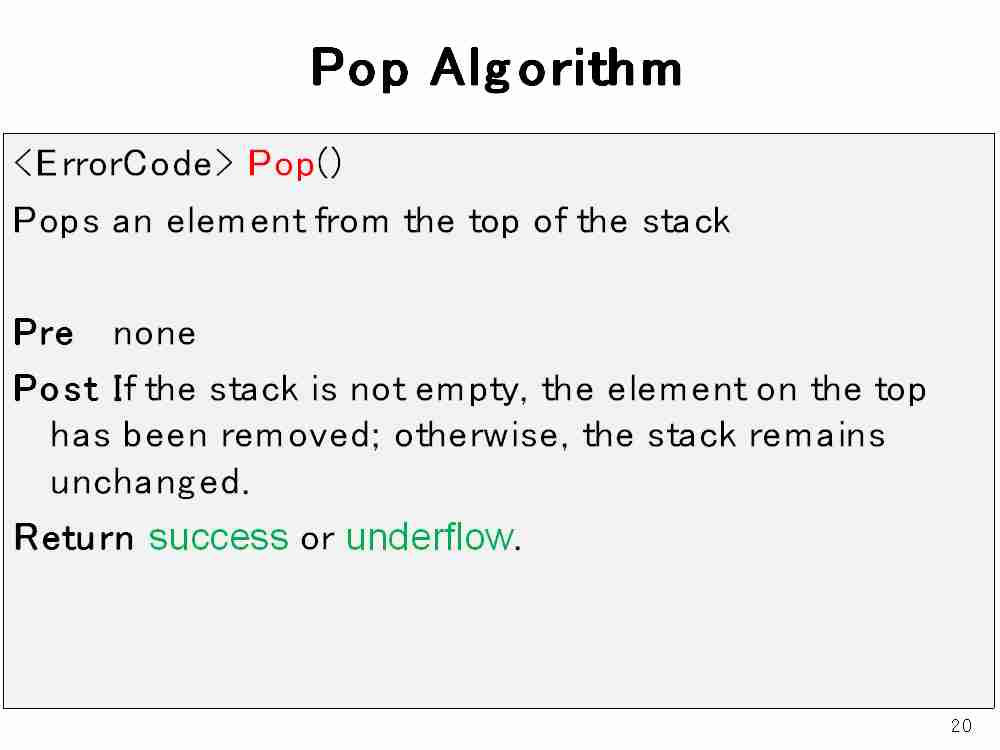 Pop Algorithm
<ErrorCode> Pop()
Pops an element from the top of the stack
Pre none
Post If the stack is not empty, the element on the top
has been removed; otherwise, the stack remains
unchanged.
Return success or underflow.
20